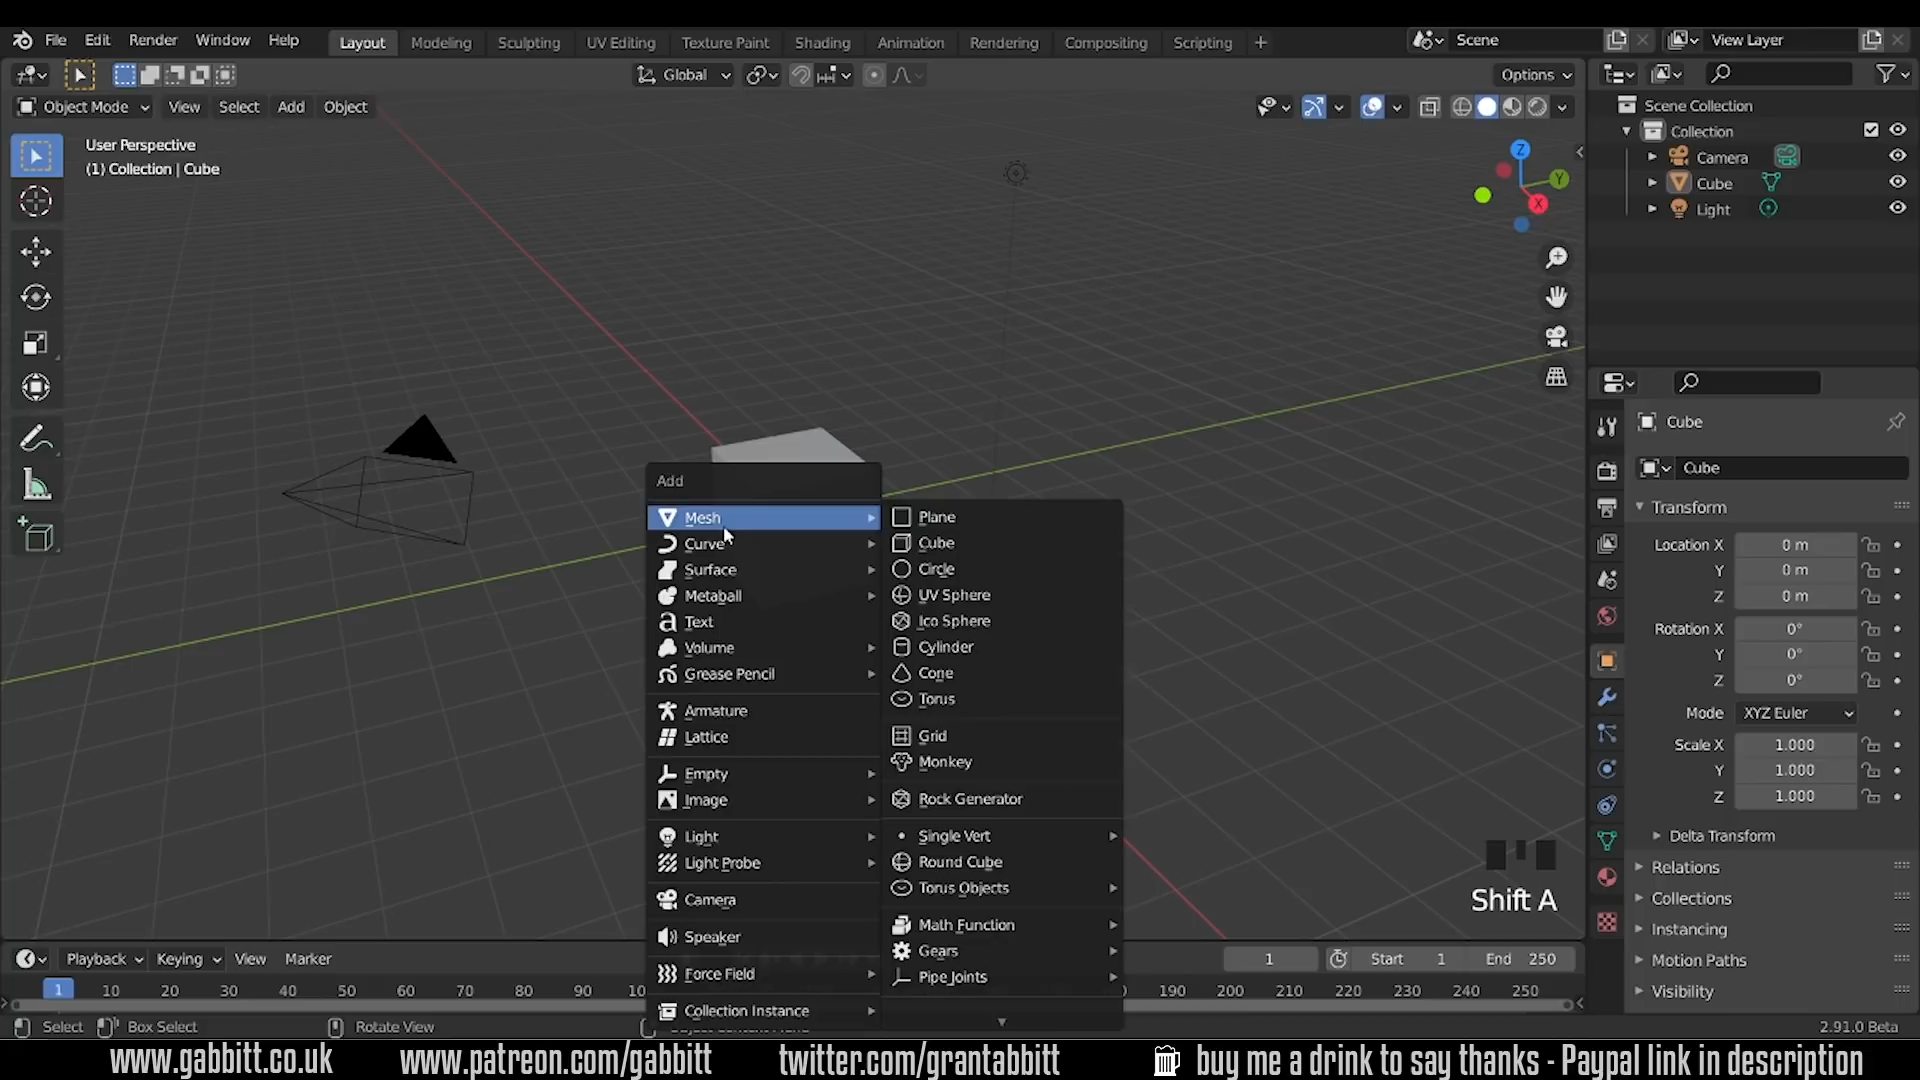 File Edit Render Window Help Layout Modeling Sculpting UV Editing Texture Paint Shading Animation Rendering Compositing Scripting + Scene View Layer
Global Options
Object Mode View Select Add Object
User Perspective
(1) Collection | Cube
Z
Y
X
Scene Collection
Collection
Camera
Cube
Light
Add
Mesh
Curve
Surface
Metaball
Text
Volume
Grease Pencil
Armature
Lattice
Empty
Image
Light
Light Probe
Camera
Speaker
Force Field
Collection Instance
Plane
Cube
Circle
UV Sphere
Ico Sphere
Cylinder
Cone
Torus
Grid
Monkey
Rock Generator
Single Vert
Round Cube
Torus Objects
Math Function
Gears
Pipe Joints
Shift A
Cube
Cube
Transform
Location X 0 m
Y 0 m
Z 0 m
Rotation X 0°
Y 0°
Z 0°
Mode XYZ Euler
Scale X 1.000
Y 1.000
Z 1.000
Delta Transform
Relations
Collections
Instancing
Motion Paths
Visibility
Playback Keying View Marker 1 Start 1 End 250
1 10 20 30 40 50 60 70 80 90 190 200 210 220 230 240 250
Select Box Select Rotate View 2.91.0 Beta
www.gabbitt.co.uk www.patreon.com/gabbitt twitter.com/grantabbitt buy me a drink to say thanks - Paypal link in description